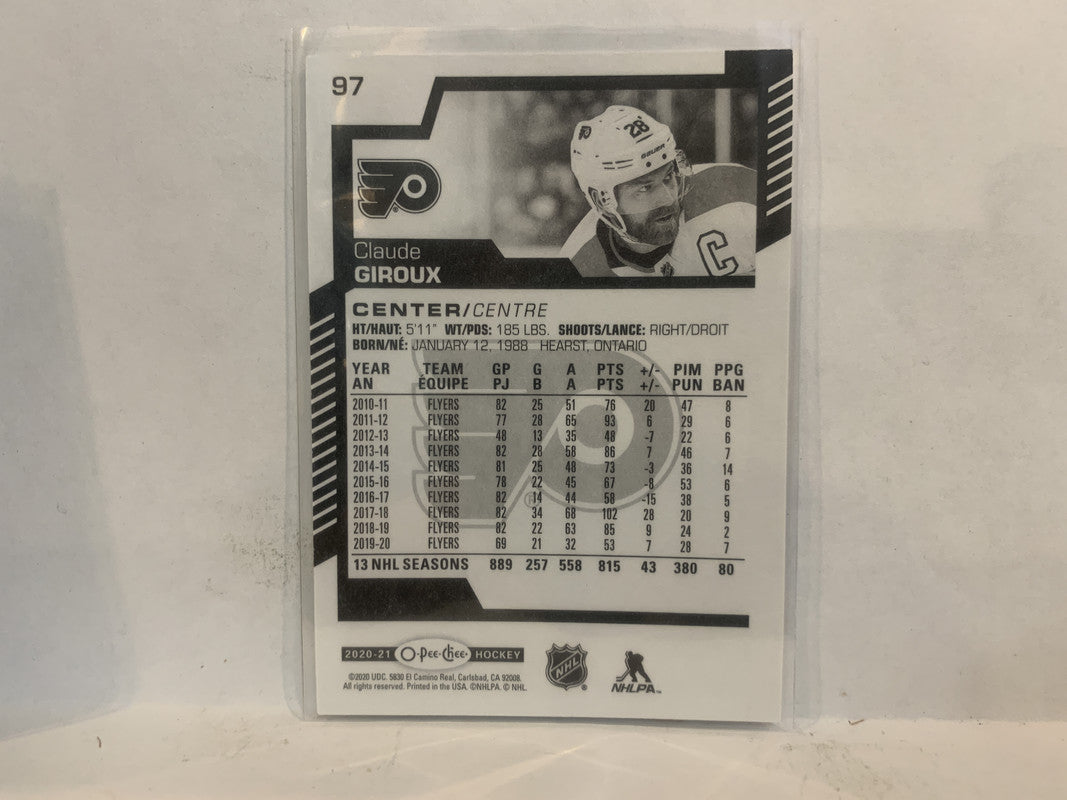 97
28
BAUER
C
Claude
GIROUX
CENTER/CENTRE
HT/HAUT: 5'11" WT/PDS: 185 LBS. SHOOTS/LANCE: RIGHT/DROIT
BORN/NÉ: JANUARY 12, 1988 HEARST, ONTARIO
YEAR TEAM GP G A PTS +/- PIM PPG
AN ÉQUIPE PJ B A PTS +/- PUN BAN
2010-11 FLYERS 82 25 51 76 20 47 8
2011-12 FLYERS 77 28 65 93 6 29 6
2012-13 FLYERS 48 13 35 48 -7 22 6
2013-14 FLYERS 82 28 58 86 7 46 7
2014-15 FLYERS 81 25 48 73 -3 36 14
2015-16 FLYERS 78 22 45 67 -8 53 6
2016-17 FLYERS 82 14 44 58 -15 38 5
2017-18 FLYERS 82 34 68 102 28 20 9
2018-19 FLYERS 82 22 63 85 9 24 2
2019-20 FLYERS 69 21 32 53 7 28 7
13 NHL SEASONS 889 257 558 815 43 380 80
2020-21 O-Pee-Chee HOCKEY
NHL
NHLPA™
©2020 UDC. 5830 El Camino Real, Carlsbad, CA 92008.
All rights reserved. Printed in the USA. ©NHLPA. © NHL.